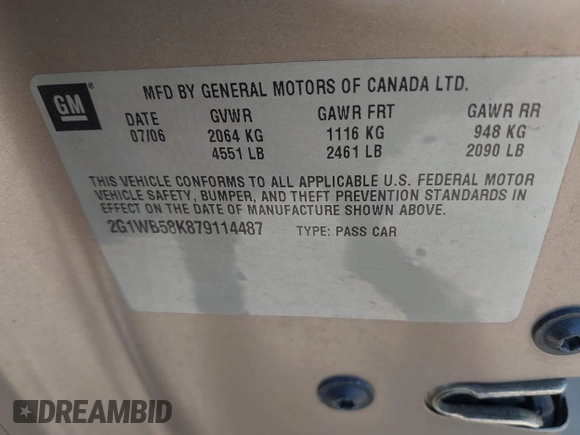 GM®
MFD BY GENERAL MOTORS OF CANADA LTD.
DATE GVWR GAWR FRT GAWR RR
07/06 2064 KG 1116 KG 948 KG
4551 LB 2461 LB 2090 LB
THIS VEHICLE CONFORMS TO ALL APPLICABLE U.S. FEDERAL MOTOR
VEHICLE SAFETY, BUMPER, AND THEFT PREVENTION STANDARDS IN
EFFECT ON THE DATE OF MANUFACTURE SHOWN ABOVE.
2G1WB58K879114487 TYPE: PASS CAR
DREAMBID